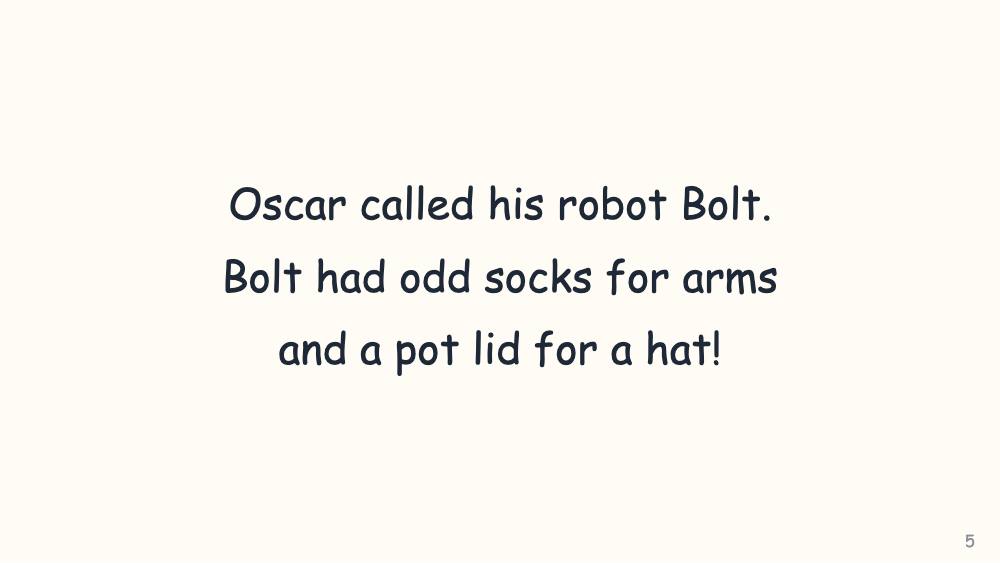 Oscar called his robot Bolt.
Bolt had odd socks for arms
and a pot lid for a hat!
5